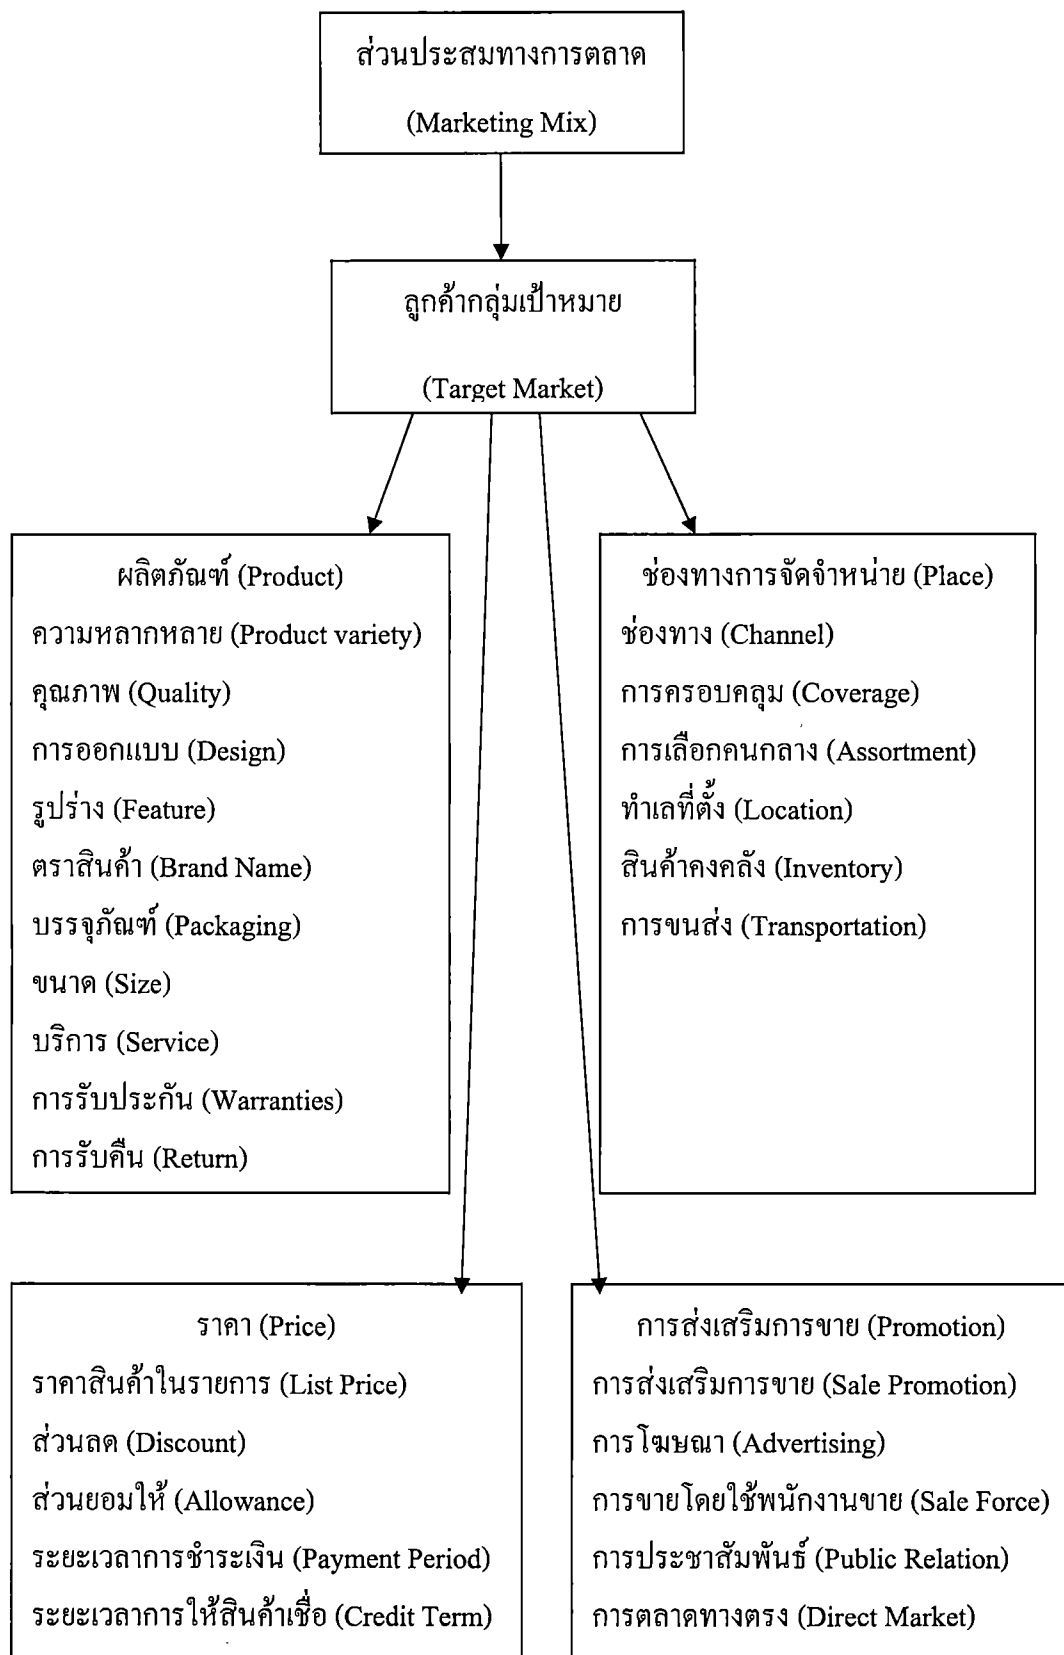 ส่วนประสมทางการตลาด
(Marketing Mix)
ลูกค้ากลุ่มเป้าหมาย
(Target Market)
ผลิตภัณฑ์ (Product)
ความหลากหลาย (Product variety)
คุณภาพ (Quality)
การออกแบบ (Design)
รูปร่าง (Feature)
ตราสินค้า (Brand Name)
บรรจุภัณฑ์ (Packaging)
ขนาด (Size)
บริการ (Service)
การรับประกัน (Warranties)
การรับคืน (Return)
ช่องทางการจัดจำหน่าย (Place)
ช่องทาง (Channel)
การครอบคลุม (Coverage)
การเลือกคนกลาง (Assortment)
ทำเลที่ตั้ง (Location)
สินค้าคงคลัง (Inventory)
การขนส่ง (Transportation)
ราคา (Price)
ราคาสินค้าในรายการ (List Price)
ส่วนลด (Discount)
ส่วนยอมให้ (Allowance)
ระยะเวลาการชำระเงิน (Payment Period)
ระยะเวลาการให้สินค้าเชื่อ (Credit Term)
การส่งเสริมการขาย (Promotion)
การส่งเสริมการขาย (Sale Promotion)
การโฆษณา (Advertising)
การขายโดยใช้พนักงานขาย (Sale Force)
การประชาสัมพันธ์ (Public Relation)
การตลาดทางตรง (Direct Market)